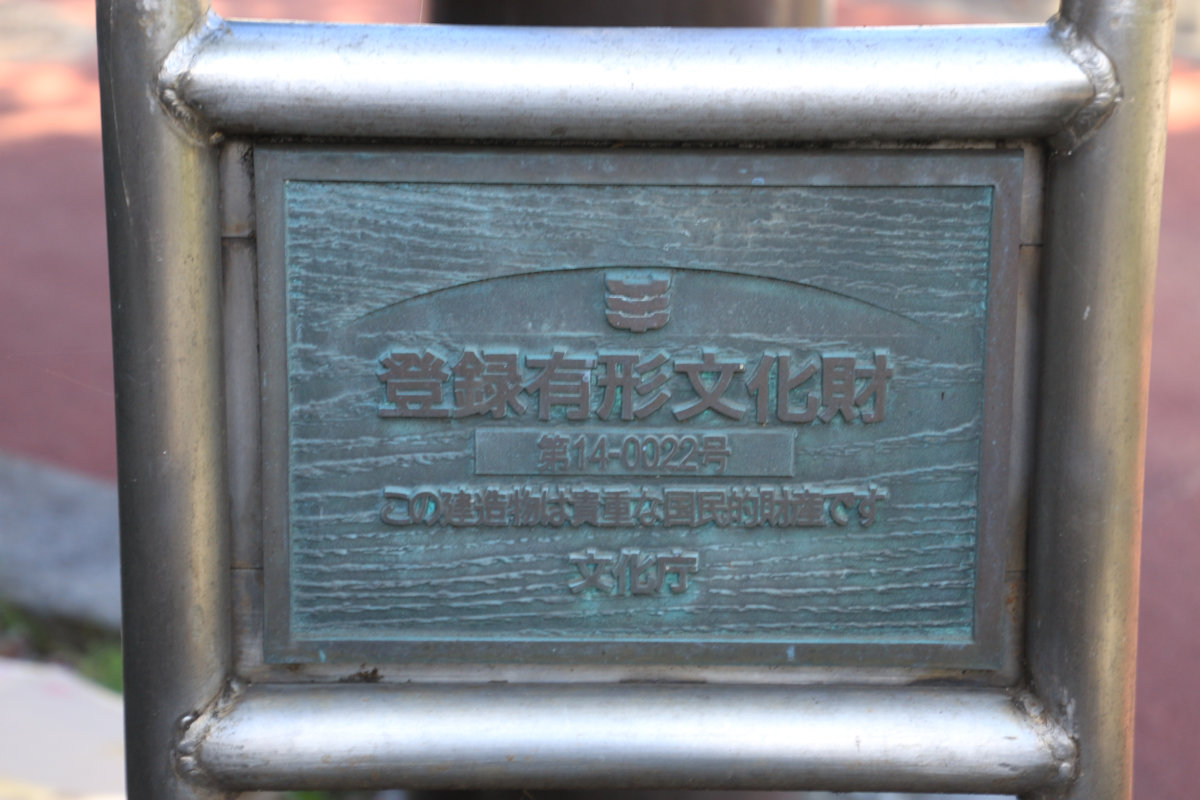 登録有形文化財
第14-0022号
この建造物は貴重な国民的財産です
文化庁